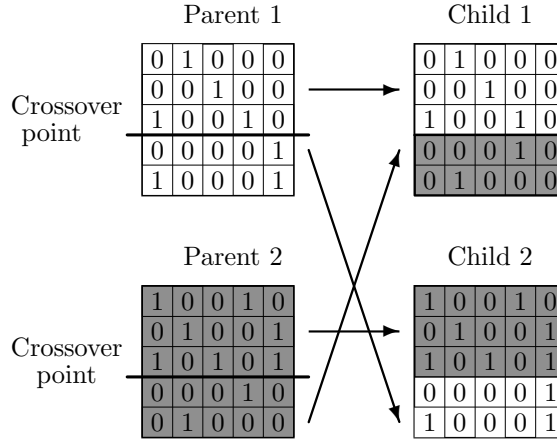 Parent 1
0 1 0 0 0
0 0 1 0 0
1 0 0 1 0
0 0 0 0 1
1 0 0 0 1
Crossover
point
Child 1
0 1 0 0 0
0 0 1 0 0
1 0 0 1 0
0 0 0 1 0
0 1 0 0 0
Parent 2
1 0 0 1 0
0 1 0 0 1
1 0 1 0 1
0 0 0 1 0
0 1 0 0 0
Crossover
point
Child 2
1 0 0 1 0
0 1 0 0 1
1 0 1 0 1
0 0 0 0 1
1 0 0 0 1